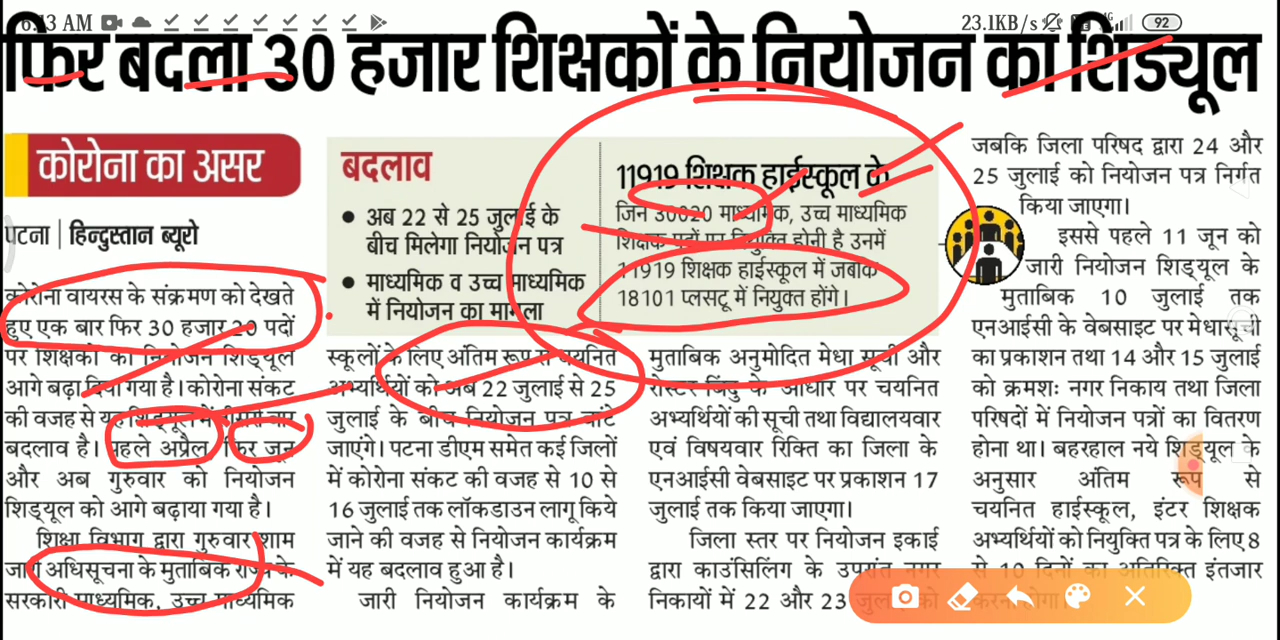 6:13 AM
23.1KB/s
92
फिर बदला 30 हजार शिक्षकों के नियोजन का शिड्यूल
कोरोना का असर
पटना | हिन्दुस्तान ब्यूरो
कोरोना वायरस के संक्रमण को देखते
हुए एक बार फिर 30 हजार 20 पदों
पर शिक्षकों का नियोजन शिड्यूल
आगे बढ़ा दिया गया है। कोरोना संकट
की वजह से यह शिड्यूल में तीसरी बार
बदलाव है। पहले अप्रैल, फिर जून
और अब गुरुवार को नियोजन
शिड्यूल को आगे बढ़ाया गया है।
शिक्षा विभाग द्वारा गुरुवार शाम
जारी अधिसूचना के मुताबिक राज्य के
सरकारी माध्यमिक, उच्च माध्यमिक
बदलाव
● अब 22 से 25 जुलाई के
बीच मिलेगा नियोजन पत्र
● माध्यमिक व उच्च माध्यमिक
में नियोजन का मामला
11919 शिक्षक हाईस्कूल के
जिन 30020 माध्यमिक, उच्च माध्यमिक
शिक्षक पदों पर नियुक्ति होनी है उनमें
11919 शिक्षक हाईस्कूल में जबकि
18101 प्लसटू में नियुक्त होंगे।
स्कूलों के लिए अंतिम रूप से चयनित
अभ्यर्थियों को अब 22 जुलाई से 25
जुलाई के बीच नियोजन पत्र बांटे
जाएंगे। पटना डीएम समेत कई जिलों
में कोरोना संकट की वजह से 10 से
16 जुलाई तक लॉकडाउन लागू किये
जाने की वजह से नियोजन कार्यक्रम
में यह बदलाव हुआ है।
जारी नियोजन कार्यक्रम के
मुताबिक अनुमोदित मेधा सूची और
रोस्टर बिंदु के आधार पर चयनित
अभ्यर्थियों की सूची तथा विद्यालयवार
एवं विषयवार रिक्ति का जिला के
एनआईसी वेबसाइट पर प्रकाशन 17
जुलाई तक किया जाएगा।
जिला स्तर पर नियोजन इकाई
द्वारा काउंसिलिंग के उपरांत नगर
निकायों में 22 और 23 जुलाई को
जबकि जिला परिषद द्वारा 24 और
25 जुलाई को नियोजन पत्र निर्गत
किया जाएगा।
इससे पहले 11 जून को
जारी नियोजन शिड्यूल के
मुताबिक 10 जुलाई तक
एनआईसी के वेबसाइट पर मेधासूची
का प्रकाशन तथा 14 और 15 जुलाई
को क्रमशः नगर निकाय तथा जिला
परिषदों में नियोजन पत्रों का वितरण
होना था। बहरहाल नये शिड्यूल के
अनुसार अंतिम रूप से
चयनित हाईस्कूल, इंटर शिक्षक
अभ्यर्थियों को नियुक्ति पत्र के लिए 8
से 10 दिनों का अतिरिक्त इंतजार
करना होगा।